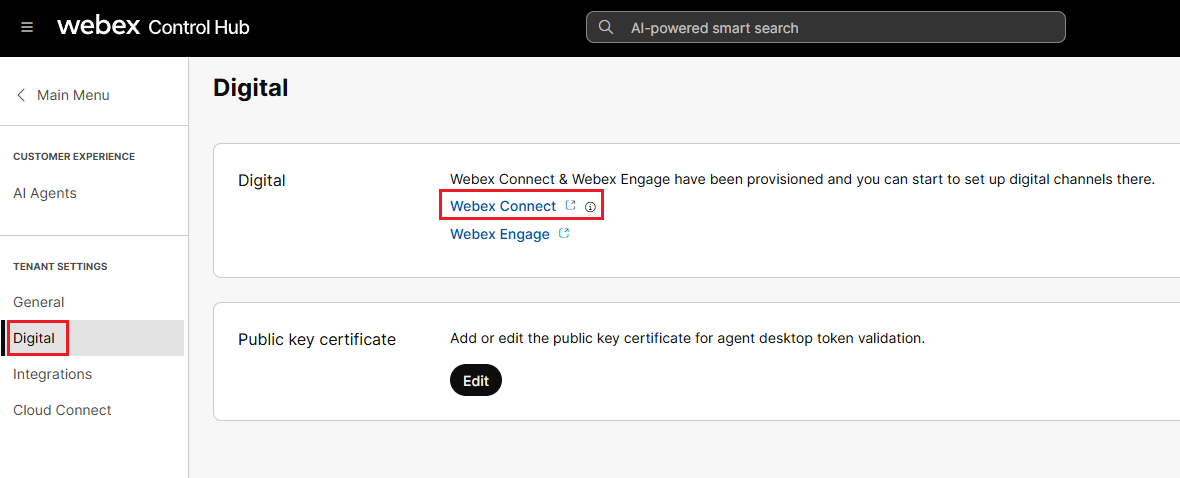 webex Control Hub
AI-powered smart search
Main Menu
CUSTOMER EXPERIENCE
AI Agents
TENANT SETTINGS
General
Digital
Integrations
Cloud Connect
Digital
Digital
Webex Connect & Webex Engage have been provisioned and you can start to set up digital channels there.
Webex Connect
Webex Engage
Public key certificate
Add or edit the public key certificate for agent desktop token validation.
Edit